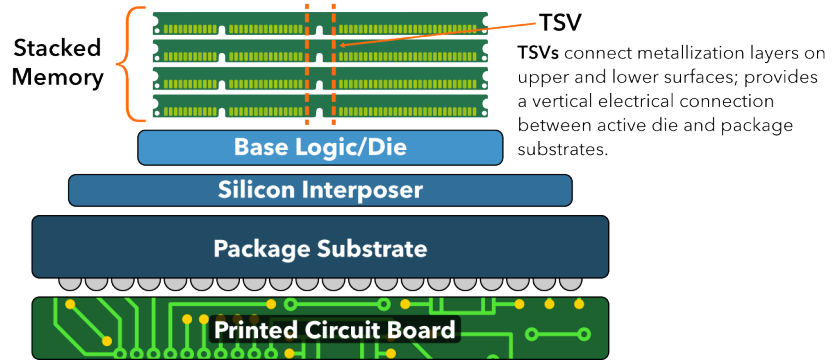 Stacked
Memory
TSV
TSVs connect metallization layers on
upper and lower surfaces; provides
a vertical electrical connection
between active die and package
substrates.
Base Logic/Die
Silicon Interposer
Package Substrate
Printed Circuit Board